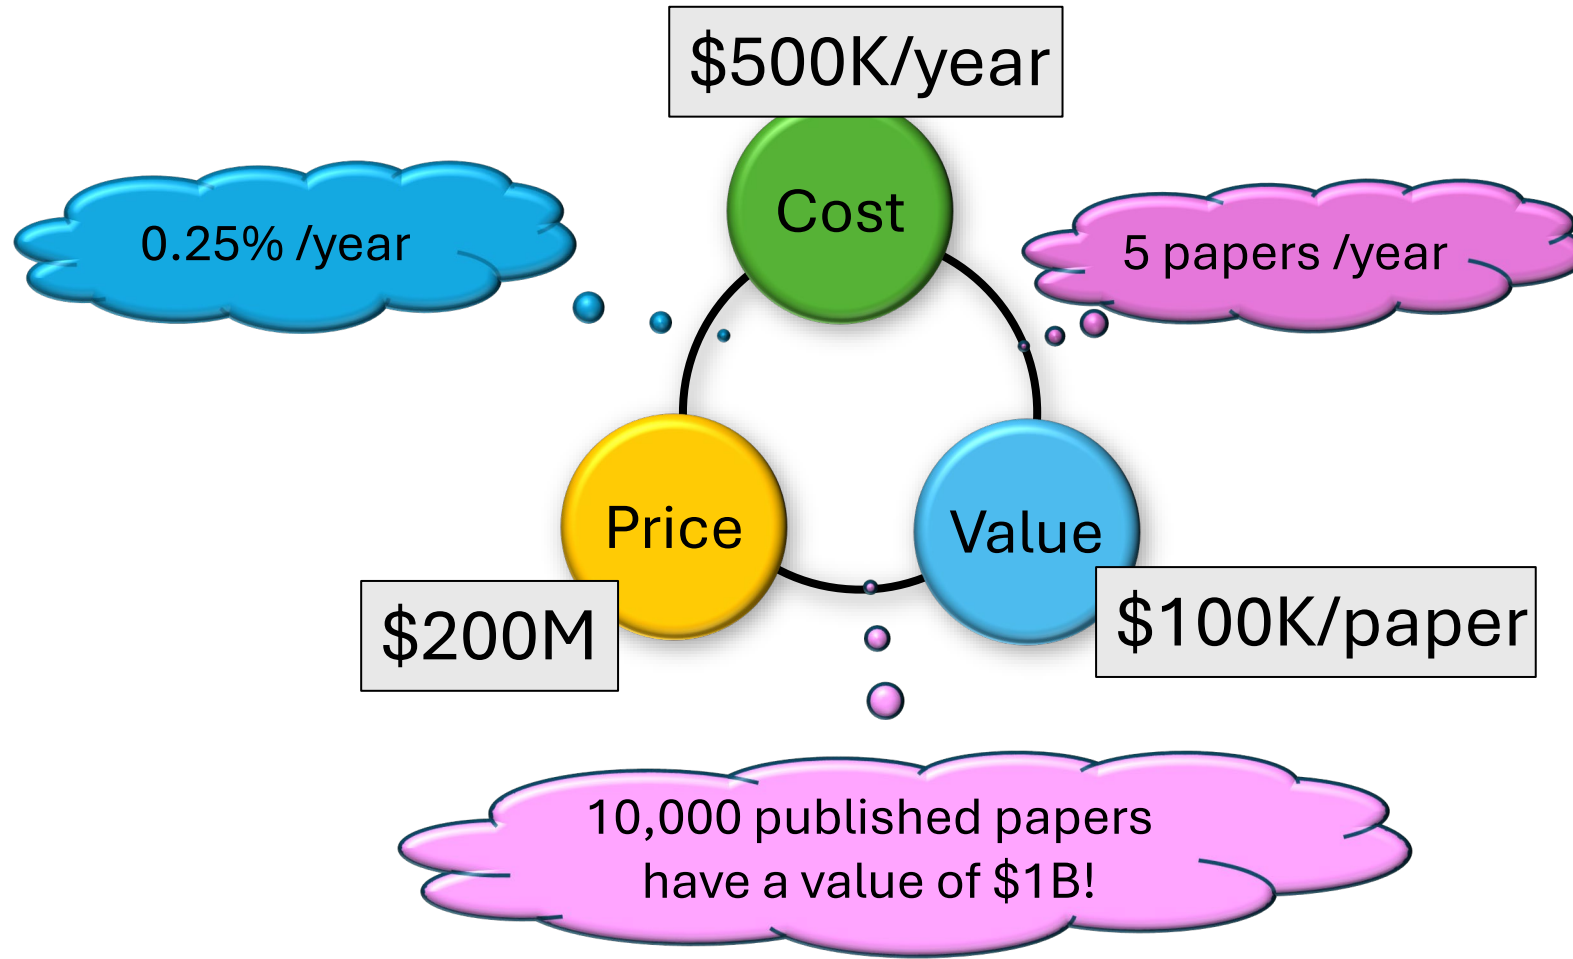 $500K/year
Cost
0.25% /year
5 papers /year
Price
Value
$200M
$100K/paper
10,000 published papers
have a value of $1B!